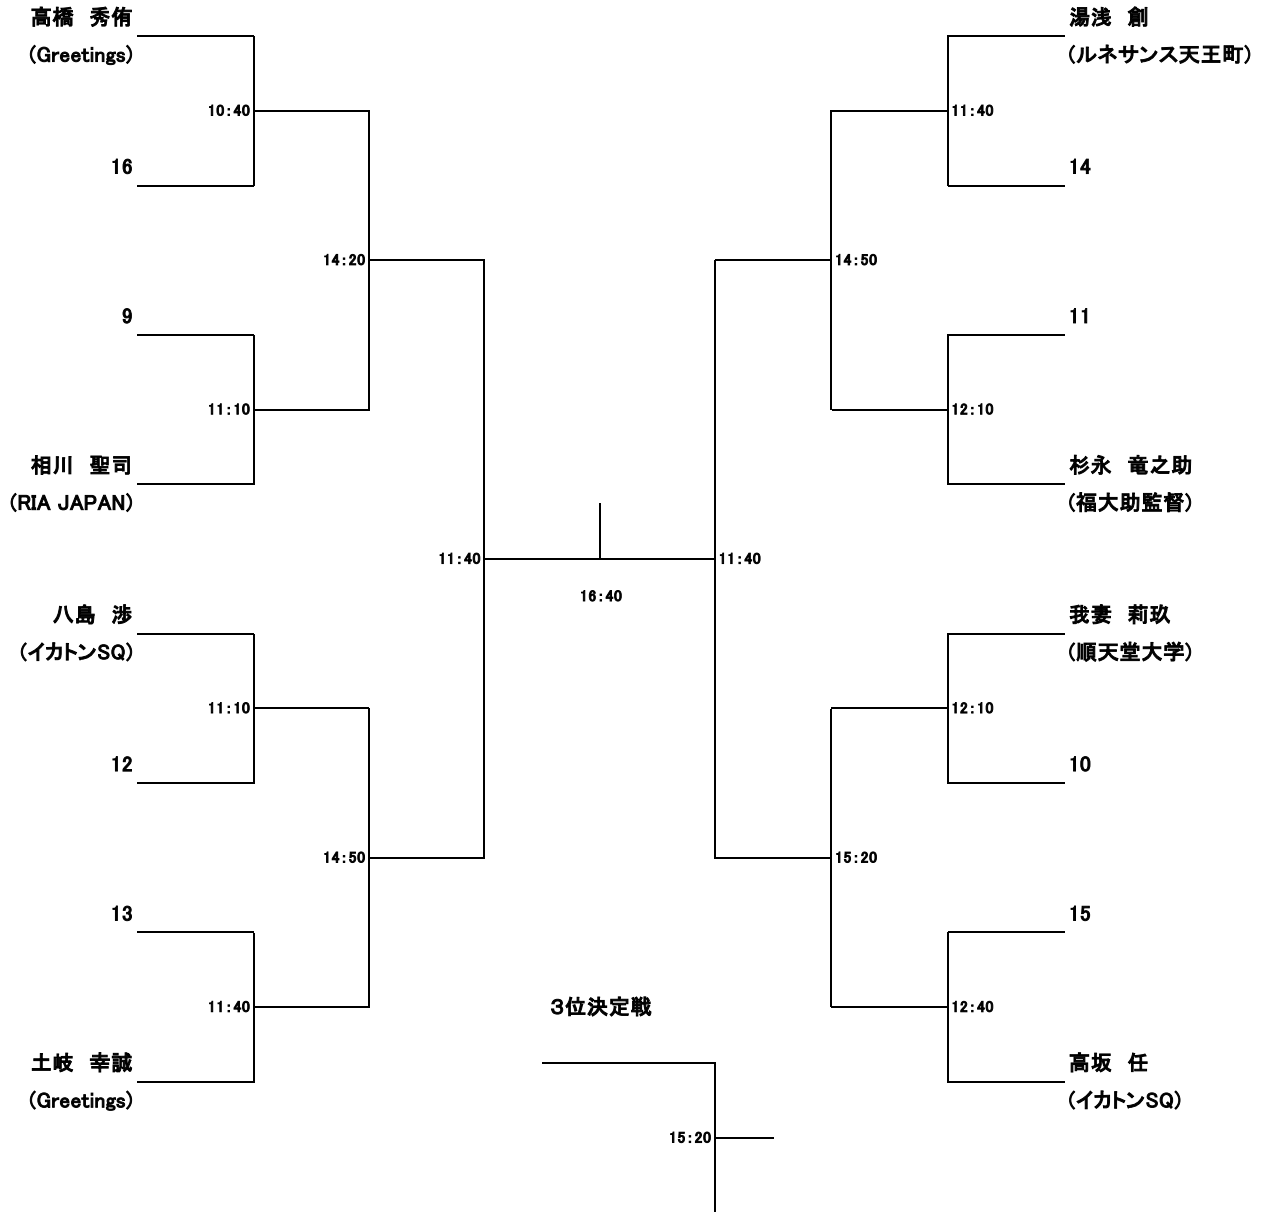 高橋 秀侑
(Greetings)
10:40
16
14:20
9
11:10
相川 聖司
(RIA JAPAN)
11:40
八島 渉
(イカトンSQ)
11:10
12
14:50
13
11:40
土岐 幸誠
(Greetings)
16:40
湯浅 創
(ルネサンス天王町)
11:40
14
14:50
11
12:10
杉永 竜之助
(福大助監督)
11:40
我妻 莉玖
(順天堂大学)
12:10
10
15:20
15
12:40
高坂 任
(イカトンSQ)
3位決定戦
15:20